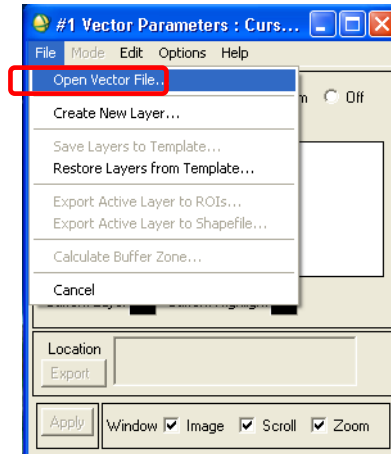 #1 Vector Parameters : Curs...
File Mode Edit Options Help
Open Vector File...
Off
Create New Layer...
Save Layers to Template...
Restore Layers from Template...
Export Active Layer to ROIs...
Export Active Layer to Shapefile...
Calculate Buffer Zone...
Cancel
Location
Export
Apply Window Image Scroll Zoom